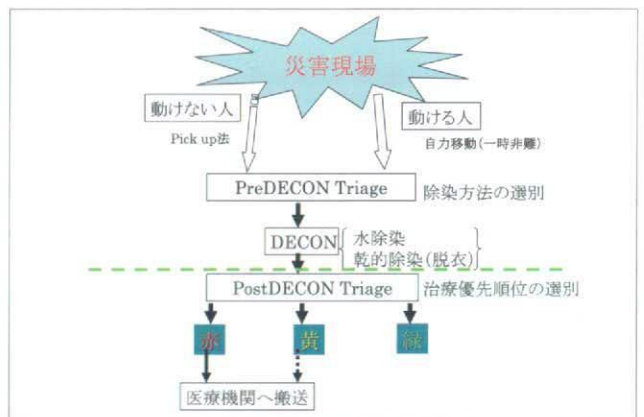 災害現場
動けない人
動ける人
Pick up法
自力移動(一時非難)
PreDECON Triage
除染方法の選別
DECON
水除染
乾的除染(脱衣)
PostDECON Triage
治療優先順位の選別
赤
黄
緑
医療機関へ搬送